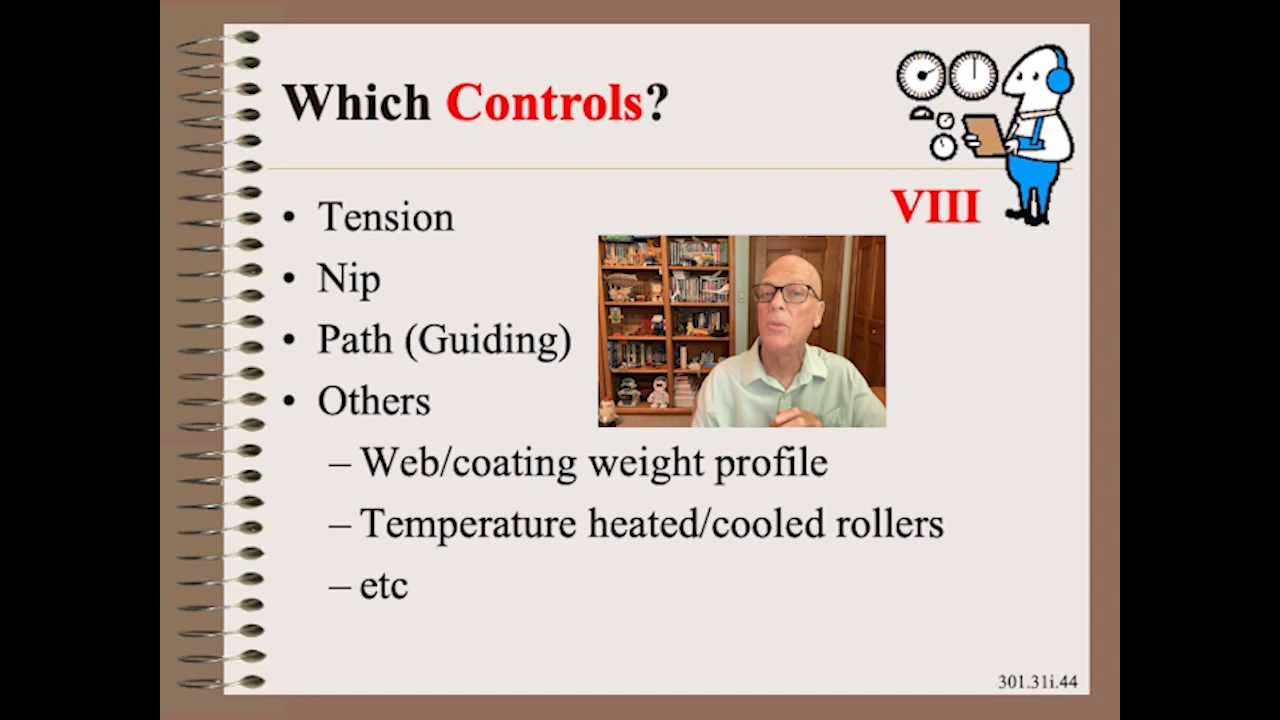 Which Controls?
VIII
• Tension
• Nip
• Path (Guiding)
• Others
– Web/coating weight profile
– Temperature heated/cooled rollers
– etc
301.31i.44